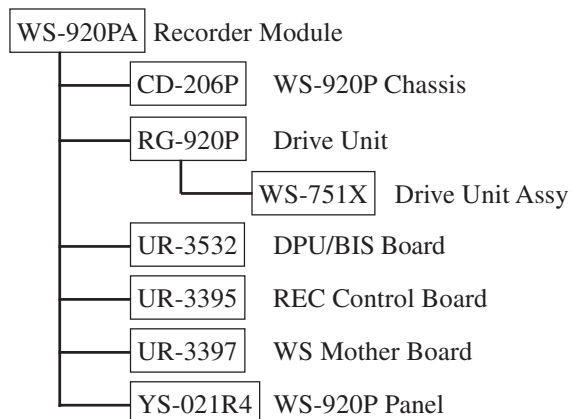 WS-920PA Recorder Module
CD-206P WS-920P Chassis
RG-920P Drive Unit
WS-751X Drive Unit Assy
UR-3532 DPU/BIS Board
UR-3395 REC Control Board
UR-3397 WS Mother Board
YS-021R4 WS-920P Panel